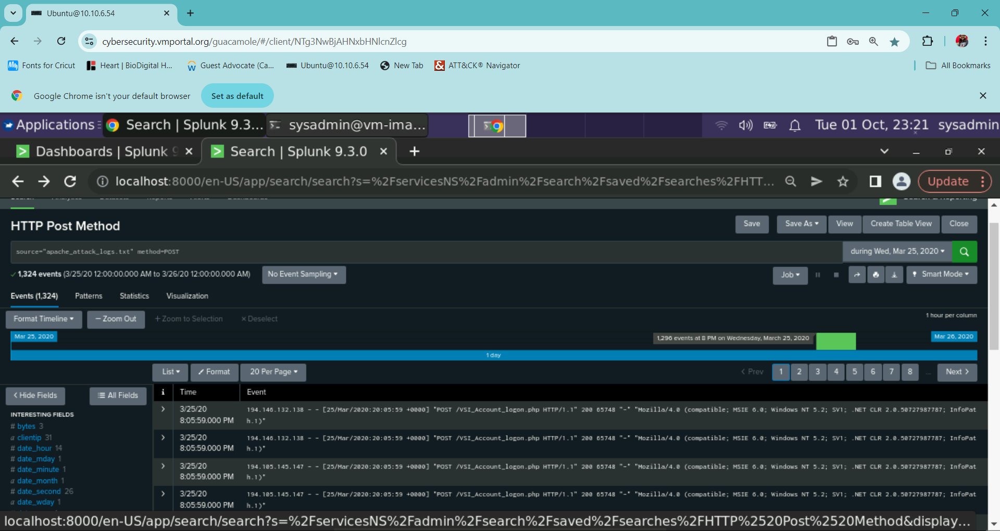 Ubuntu@10.10.6.54
cybersecurity.vmportal.org/guacamole/#/client/NTg3NwBjAHNxbHNlcnZlcg
Fonts for Cricut
Heart | BioDigital H...
Guest Advocate (Ca...
Ubuntu@10.10.6.54
New Tab
ATT&CK® Navigator
All Bookmarks
Google Chrome isn't your default browser
Set as default
Applications
Search | Splunk 9.3...
sysadmin@vm-ima...
Tue 01 Oct, 23:21
sysadmin
Dashboards | Splunk 9
Search | Splunk 9.3.0
localhost:8000/en-US/app/search/search?s=%2FservicesNS%2Fadmin%2Fsearch%2Fsaved%2Fsearches%2FHTT...
Update
HTTP Post Method
Save
Save As
View
Create Table View
Close
source="apache_attack_logs.txt" method=POST
during Wed, Mar 25, 2020
1,324 events (3/25/20 12:00:00.000 AM to 3/26/20 12:00:00.000 AM)
No Event Sampling
Job
Smart Mode
Events (1,324)
Patterns
Statistics
Visualization
Format Timeline
— Zoom Out
+ Zoom to Selection
× Deselect
1 hour per column
Mar 25, 2020
1,296 events at 8 PM on Wednesday, March 25, 2020
Mar 26, 2020
1 day
List
Format
20 Per Page
< Prev
1
2
3
4
5
6
7
8
...
Next >
< Hide Fields
All Fields
i
Time
Event
INTERESTING FIELDS
# bytes 3
a clientip 31
# date_hour 14
# date_mday 1
# date_minute 1
a date_month 1
# date_second 26
a date_wday 1
3/25/20
8:05:59.000 PM
194.146.132.138 - - [25/Mar/2020:20:05:59 +0000] "POST /VSI_Account_logon.php HTTP/1.1" 200 65748 "-" "Mozilla/4.0 (compatible; MSIE 6.0; Windows NT 5.2; SV1; .NET CLR 2.0.50727987787; InfoPat
h.1)"
3/25/20
8:05:59.000 PM
194.146.132.138 - - [25/Mar/2020:20:05:59 +0000] "POST /VSI_Account_logon.php HTTP/1.1" 200 65748 "-" "Mozilla/4.0 (compatible; MSIE 6.0; Windows NT 5.2; SV1; .NET CLR 2.0.50727987787; InfoPat
h.1)"
3/25/20
8:05:59.000 PM
194.105.145.147 - - [25/Mar/2020:20:05:59 +0000] "POST /VSI_Account_logon.php HTTP/1.1" 200 65748 "-" "Mozilla/4.0 (compatible; MSIE 6.0; Windows NT 5.2; SV1; .NET CLR 2.0.50727987787; InfoPat
h.1)"
3/25/20
8:05:59.000 PM
194.105.145.147 - - [25/Mar/2020:20:05:59 +0000] "POST /VSI_Account_logon.php HTTP/1.1" 200 65748 "-" "Mozilla/4.0 (compatible; MSIE 6.0; Windows NT 5.2; SV1; .NET CLR 2.0.50727987787; InfoPat
h.1)"
localhost:8000/en-US/app/search/search?s=%2FservicesNS%2Fadmin%2Fsearch%2Fsaved%2Fsearches%2FHTTP%2520Post%2520Method&display...